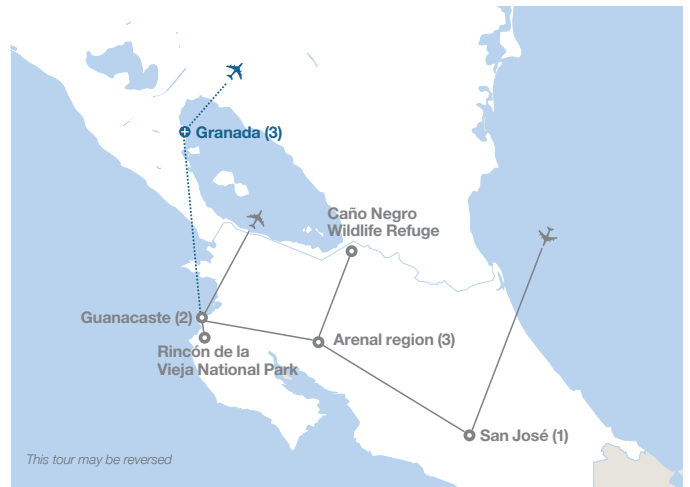 Granada (3)
Caño Negro
Wildlife Refuge
Guanacaste (2)
Arenal region (3)
Rincón de la
Vieja National Park
San José (1)
This tour may be reversed